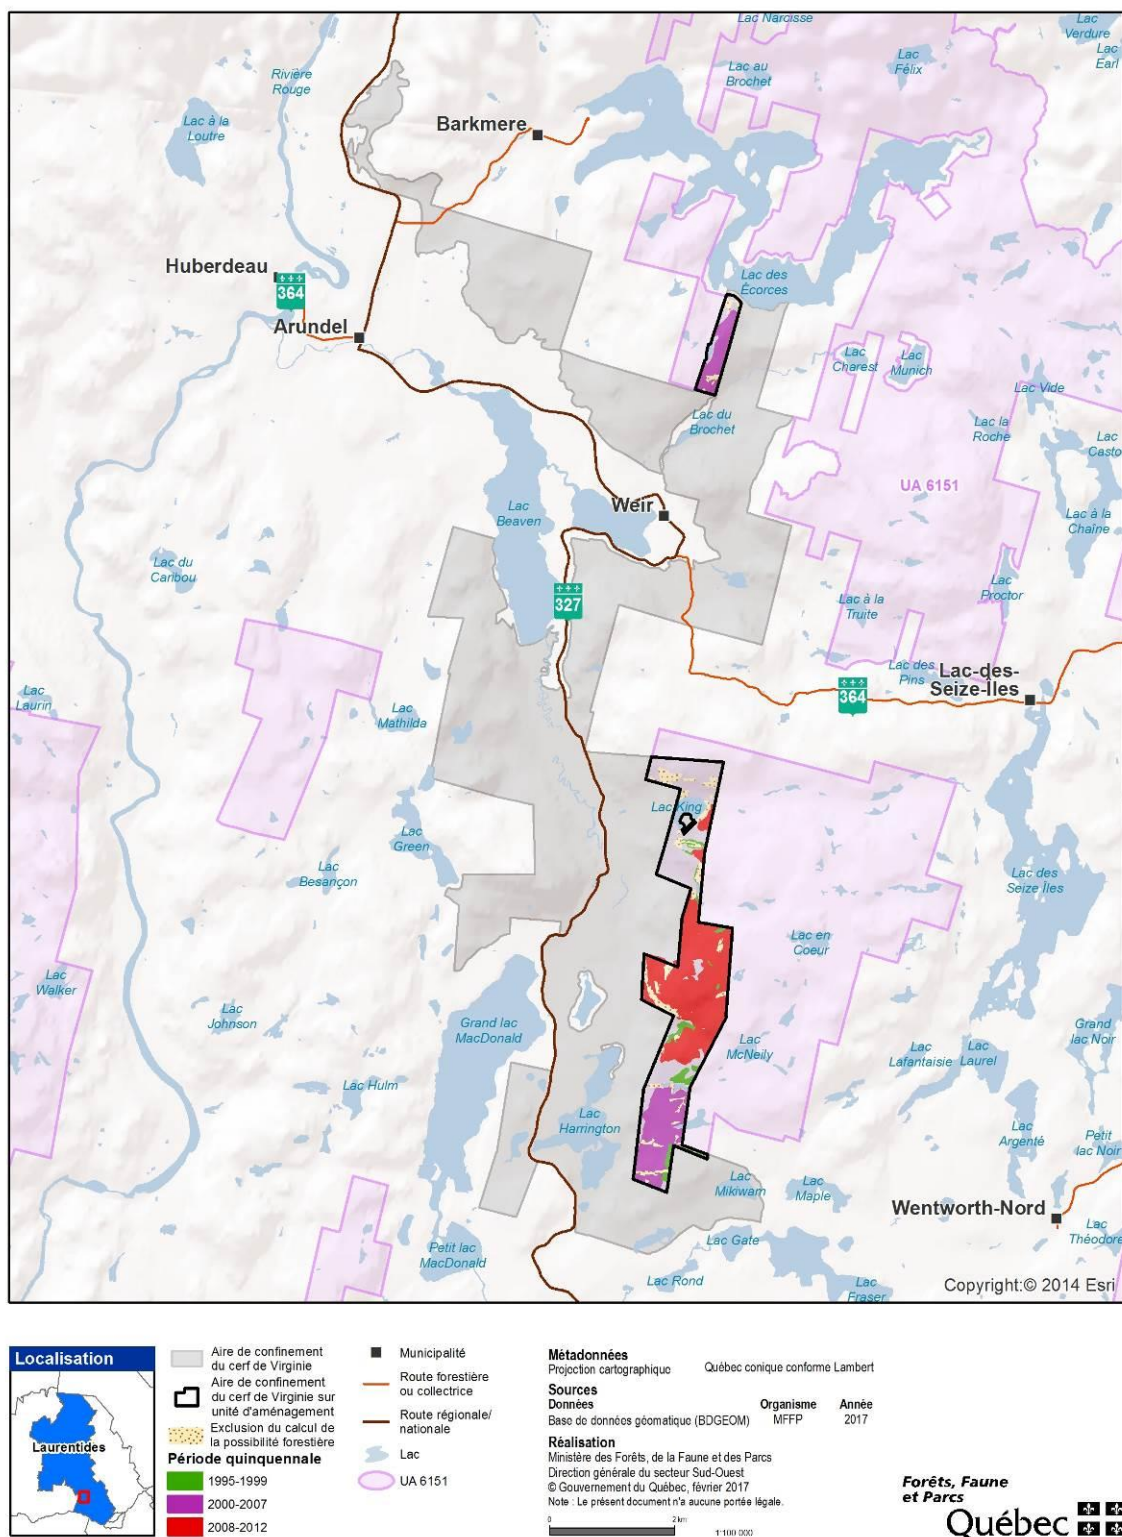 Lac Narcisse
Lac
Verdure
Lac
Earl
Lac
Félix
Lac au
Brochet
Rivière
Rouge
Lac à la
Loutre
Barkmere
Huberdeau
364
Arundel
Lac des
Écorces
Lac
Charest
Lac
Munich
Lac Vide
Lac du
Brochet
Lac la
Roche
Lac
Casto
UA 6151
Lac
Beaven
Weir
Lac à la
Chaîne
Lac du
Caribou
327
Lac
Proctor
Lac à la
Truite
Lac des
Pins
Lac-des-
Seize-Îles
364
Lac
Laurin
Lac
Mathilda
Lac King
Lac
Green
Lac
Besançon
Lac des
Seize Îles
Lac en
Coeur
Lac
Walker
Lac
Johnson
Grand lac
MacDonald
Lac
McNeily
Grand
lac Noir
Lac
Lafantaisie
Lac
Laurel
Lac Hulm
Lac
Harrington
Lac
Argenté
Petit
lac Noir
Lac
Mikiwam
Lac
Maple
Wentworth-Nord
Lac
Théodore
Petit lac
MacDonald
Lac Gate
Lac Rond
Lac
Fraser
Copyright:© 2014 Esri
Localisation
Laurentides
Aire de confinement
du cerf de Virginie
Aire de confinement
du cerf de Virginie sur
unité d'aménagement
Exclusion du calcul de
la possibilité forestière
Période quinquennale
1995-1999
2000-2007
2008-2012
Municipalité
Route forestière
ou collectrice
Route régionale/
nationale
Lac
UA 6151
Métadonnées
Projection cartographique Québec conique conforme Lambert
Sources
Données Organisme Année
Base de données géomatique (BDGEOM) MFFP 2017
Réalisation
Ministère des Forêts, de la Faune et des Parcs
Direction générale du secteur Sud-Ouest
© Gouvernement du Québec, février 2017
Note : Le présent document n'a aucune portée légale.
0 2 km
1:100 000
Forêts, Faune
et Parcs
Québec